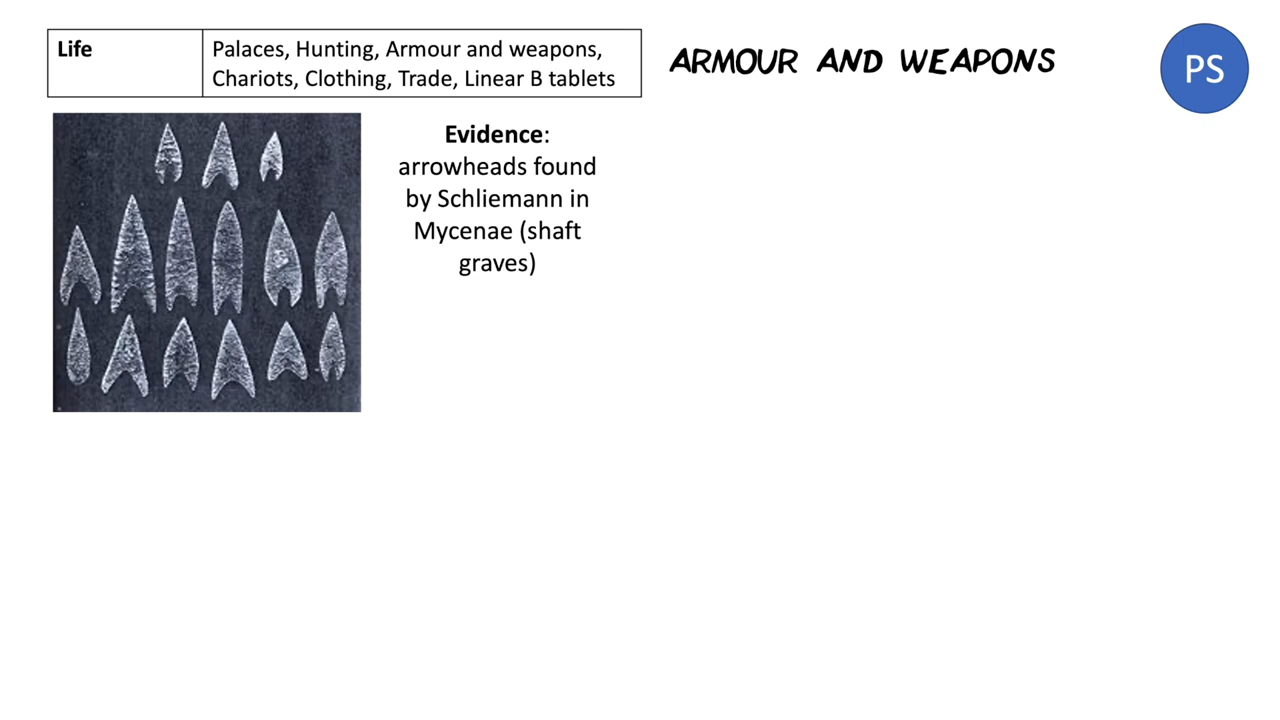 Life
Palaces, Hunting, Armour and weapons,
Chariots, Clothing, Trade, Linear B tablets
ARMOUR AND WEAPONS
PS
Evidence:
arrowheads found
by Schliemann in
Mycenae (shaft
graves)